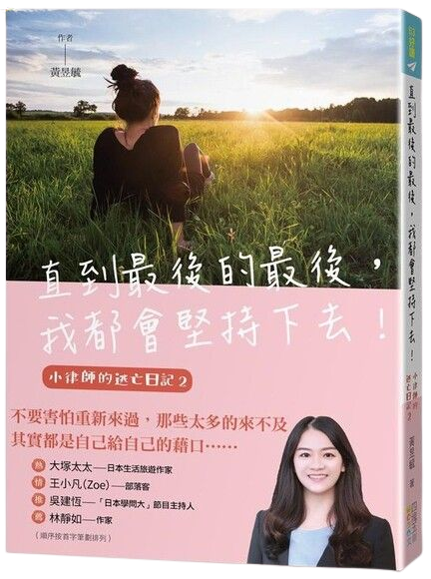 作者
黃昱毓
直到最後的最後，
我都會堅持下去！
小律師的逃亡日記2
不要害怕重新來過，那些太多的來不及
其實都是自己給自己的藉口……
熱 大塚太太──日本生活旅遊作家
情 王小凡(Zoe)──部落客
推 吳建恆──「日本學問大」節目主持人
薦 林靜如──作家
（順序按首字筆劃排列）
直到最後的最後，我都會堅持下去！
小律師的
逃亡日記2
黃昱毓 著